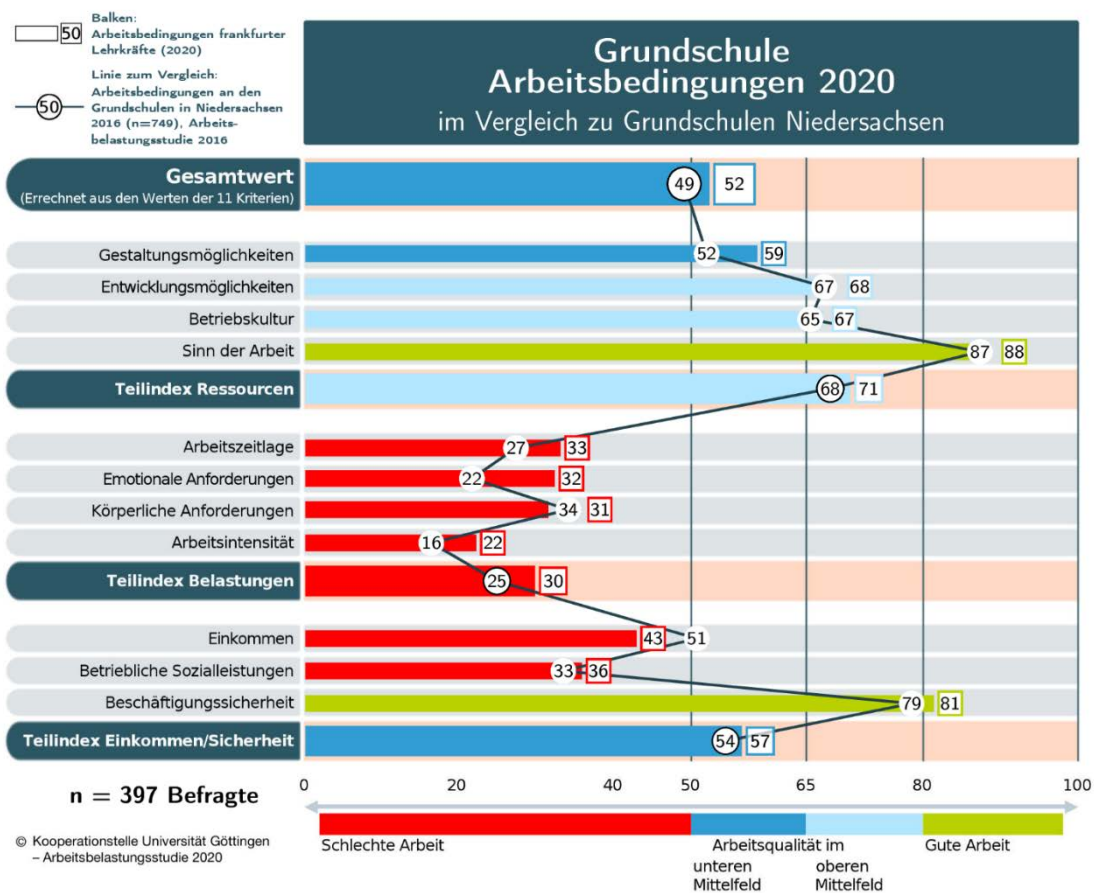 50
Balken:
Arbeitsbedingungen frankfurter
Lehrkräfte (2020)
50
Linie zum Vergleich:
Arbeitsbedingungen an den
Grundschulen in Niedersachsen
2016 (n=749), Arbeits-
belastungsstudie 2016
Grundschule
Arbeitsbedingungen 2020
im Vergleich zu Grundschulen Niedersachsen
Gesamtwert 49 52
(Errechnet aus den Werten der 11 Kriterien)
Gestaltungsmöglichkeiten 52 59
Entwicklungsmöglichkeiten 67 68
Betriebskultur 65 67
Sinn der Arbeit 87 88
Teilindex Ressourcen 68 71
Arbeitszeitlage 27 33
Emotionale Anforderungen 22 32
Körperliche Anforderungen 34 31
Arbeitsintensität 16 22
Teilindex Belastungen 25 30
Einkommen 43 51
Betriebliche Sozialleistungen 33 36
Beschäftigungssicherheit 79 81
Teilindex Einkommen/Sicherheit 54 57
n = 397 Befragte
0 20 40 50 65 80 100
© Kooperationstelle Universität Göttingen
– Arbeitsbelastungsstudie 2020
Schlechte Arbeit
Arbeitsqualität im
unteren
Mittelfeld
oberen
Mittelfeld
Gute Arbeit